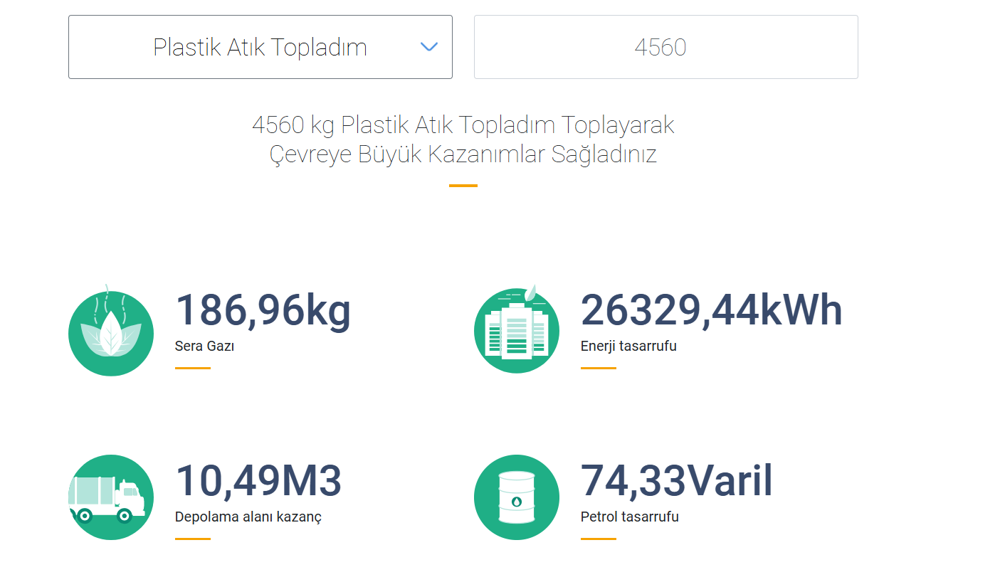 Plastik Atık Topladım
4560
4560 kg Plastik Atık Topladım Toplayarak
Çevreye Büyük Kazanımlar Sağladınız
186,96kg
Sera Gazı
26329,44kWh
Enerji tasarrufu
10,49M3
Depolama alanı kazanç
74,33Varil
Petrol tasarrufu